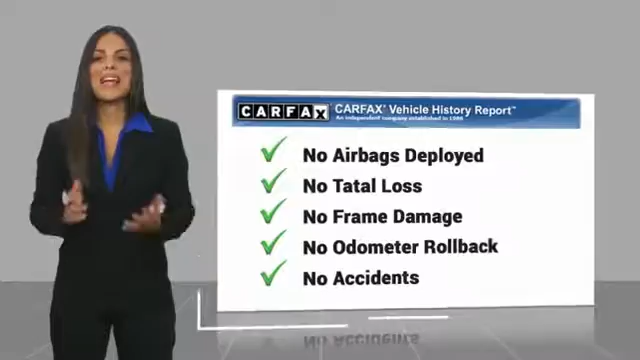 CARFAX CARFAX® Vehicle History Report™
An independent company established in 1986
No Airbags Deployed
No Tatal Loss
No Frame Damage
No Odometer Rollback
No Accidents